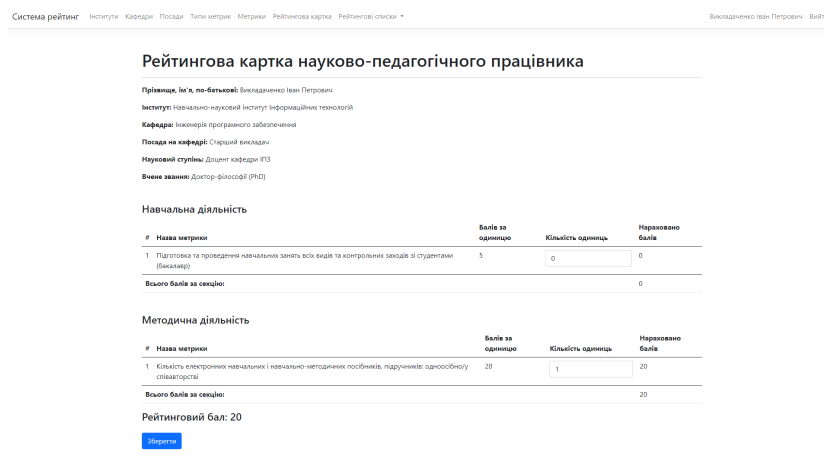 Система рейтинг Інститути Кафедри Посади Типи метрик Метрики Рейтингова картка Рейтингові списки Викладаченко Іван Петрович
Рейтингова картка науково-педагогічного працівника
Прізвище, ім'я, по-батькові: Викладаченко Іван Петрович
Інститут: Навчально-науковий інститут Інформаційних технологій
Кафедра: Інженерія програмного забезпечення
Посада на кафедрі: Старший викладач
Науковий ступінь: Доцент кафедри ІПЗ
Вчене звання: Доктор-філософії (PhD)
Навчальна діяльність
# Назва метрики Балів за одиницю Кількість одиниць Нараховано балів
1 Підготовка та проведення навчальних занять всіх видів та контрольних заходів зі студентами 5 0 0
(бакалавр)
Всього балів за секцію: 0
Методична діяльність
# Назва метрики Балів за одиницю Кількість одиниць Нараховано балів
1 Кількість електронних навчальних і навчально-методичних посібників, підручників: одноосібно/у 20 1 20
співавторстві
Всього балів за секцію: 20
Рейтинговий бал: 20
Зберегти